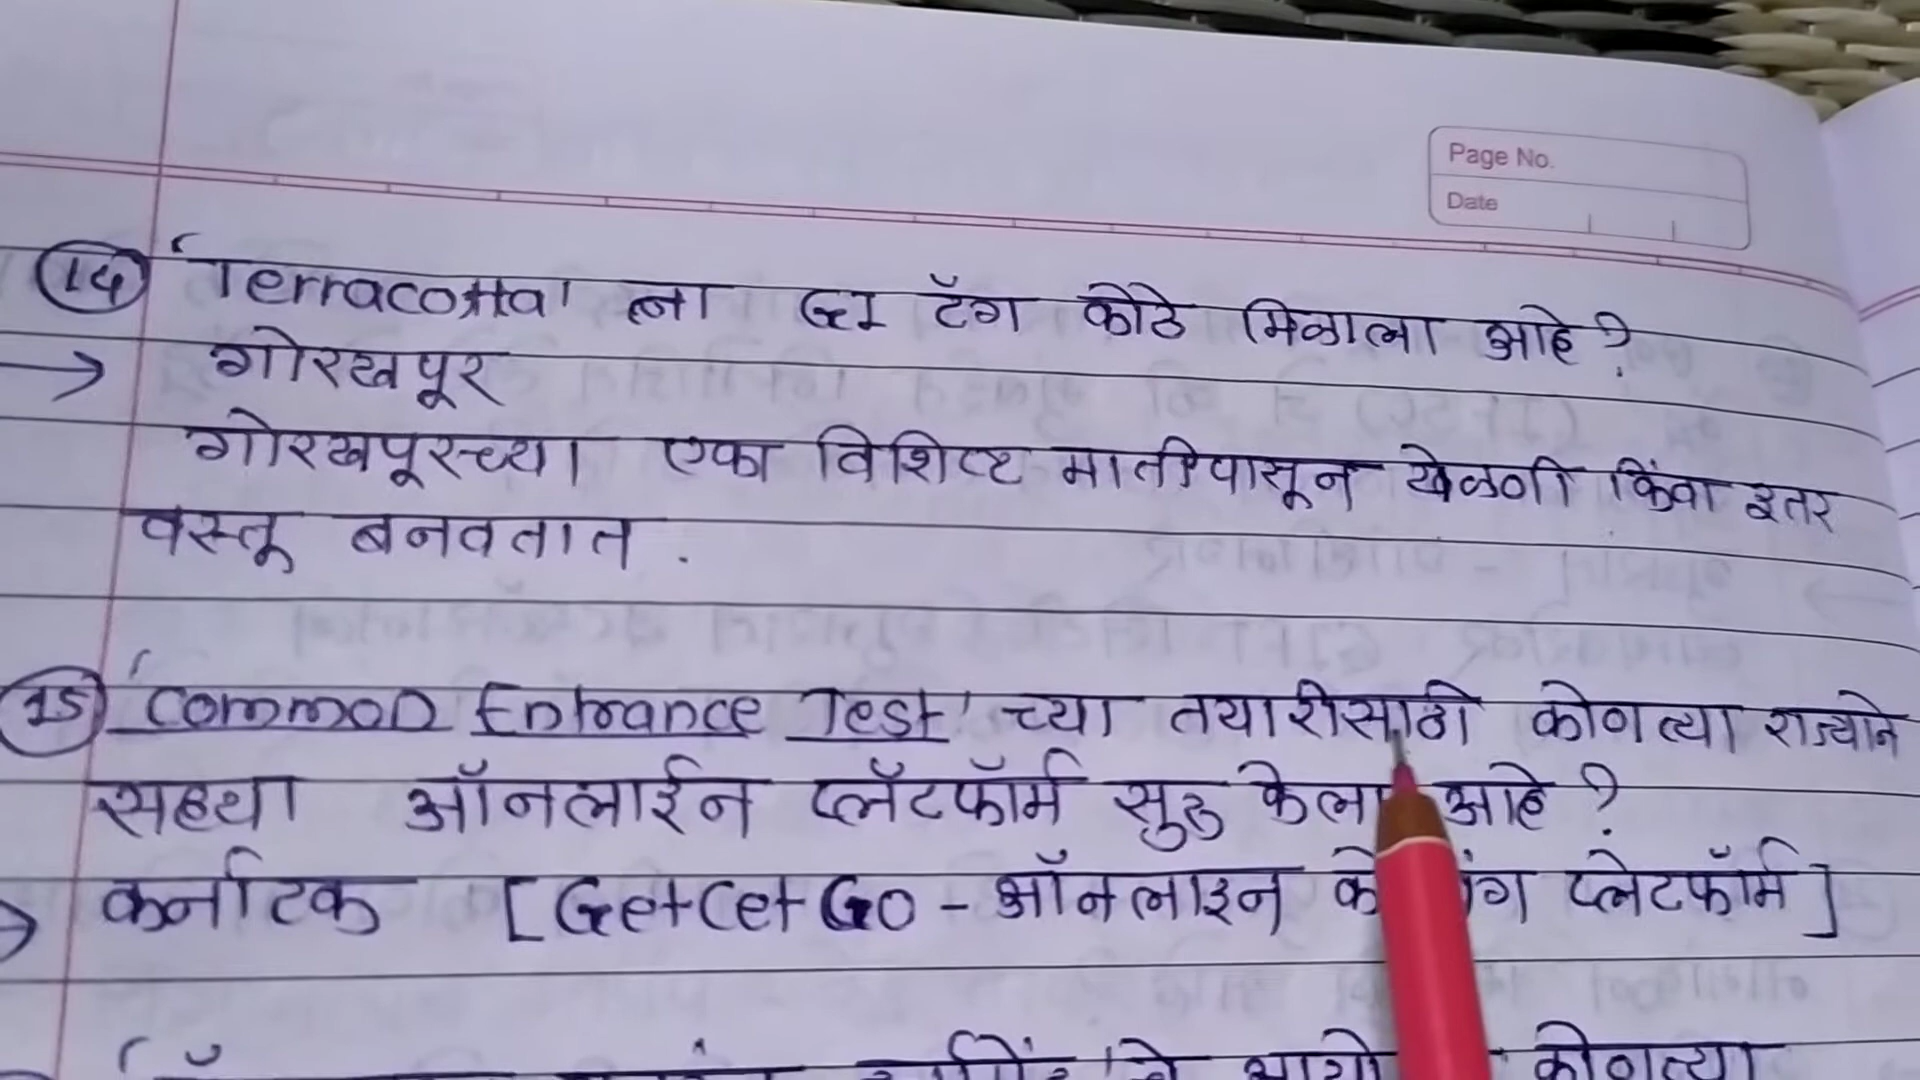 Page No.
Date
14 'Terracotta' ला GI टॅग कोठे मिळाला आहे?
→ गोरखपूर
गोरखपूरच्या एका विशिष्ट मातीपासून खेळणी किंवा इतर
वस्तू बनवतात.
15 'Common Entrance Test' च्या तयारीसाठी कोणत्या राज्याने
सध्या ऑनलाईन प्लॅटफॉर्म सुरु केला आहे?
→ कर्नाटक [GetCetGo - ऑनलाइन प्लेटफॉर्म]
कोणत्या